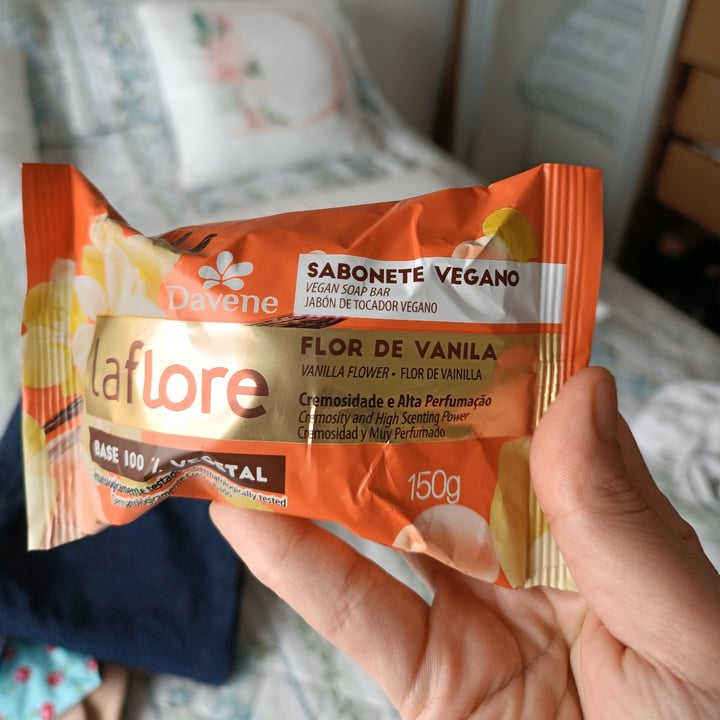 Davene
SABONETE VEGANO
VEGAN SOAP BAR
JABÓN DE TOCADOR VEGANO
laflore
FLOR DE VANILA
VANILLA FLOWER • FLOR DE VAINILLA
Cremosidade e Alta Perfumação
Cremosity and High Scenting Power
Cremosidad y Muy Perfumado
BASE 100 % VEGETAL
150g